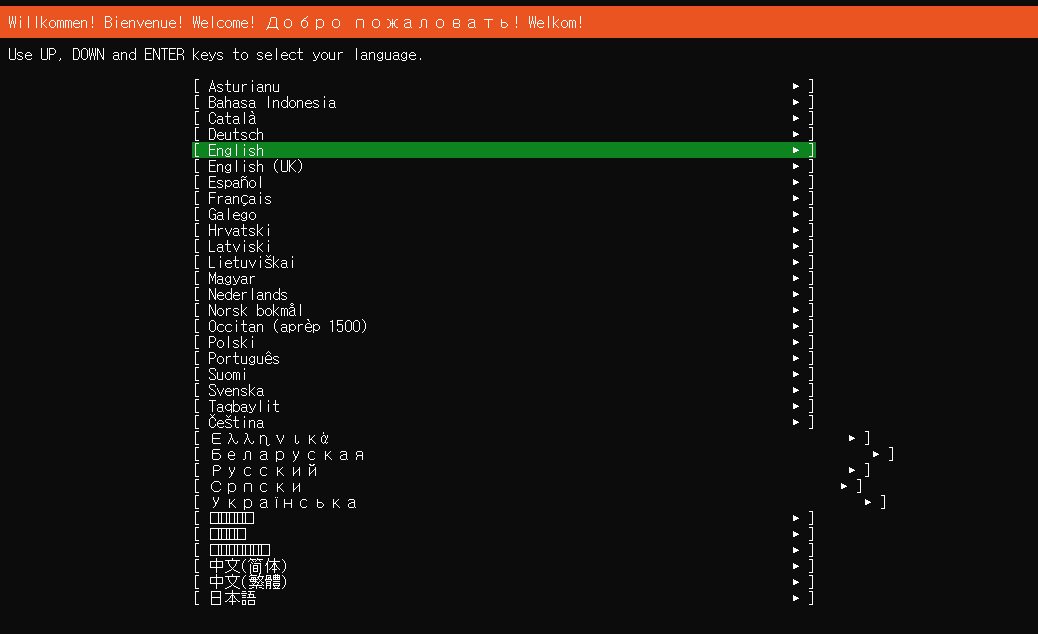 Willkommen! Bienvenue! Welcome! Добро пожаловать! Welkom!
Use UP, DOWN and ENTER keys to select your language.
[ Asturianu ▸ ]
[ Bahasa Indonesia ▸ ]
[ Català ▸ ]
[ Deutsch ▸ ]
[ English ▸ ]
[ English (UK) ▸ ]
[ Español ▸ ]
[ Français ▸ ]
[ Galego ▸ ]
[ Hrvatski ▸ ]
[ Latviski ▸ ]
[ Lietuviškai ▸ ]
[ Magyar ▸ ]
[ Nederlands ▸ ]
[ Norsk bokmål ▸ ]
[ Occitan (aprèp 1500) ▸ ]
[ Polski ▸ ]
[ Português ▸ ]
[ Suomi ▸ ]
[ Svenska ▸ ]
[ Taqbaylit ▸ ]
[ Čeština ▸ ]
[ Ελληνικά ▸ ]
[ Беларуская ▸ ]
[ Русский ▸ ]
[ Српски ▸ ]
[ Українська ▸ ]
[ ▸ ]
[ ▸ ]
[ ▸ ]
[ 中文(简体) ▸ ]
[ 中文(繁體) ▸ ]
[ 日本語 ▸ ]